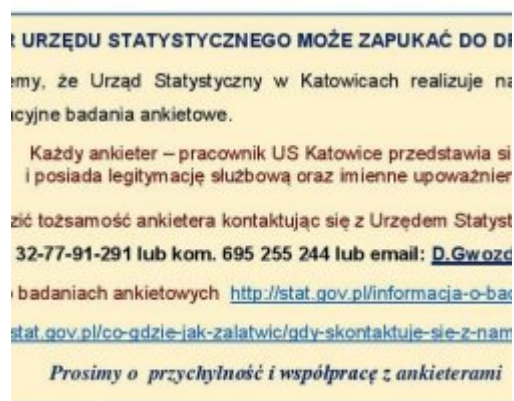 R URZĘDU STATYSTYCZNEGO MOŻE ZAPUKAĆ DO
emy, że Urząd Statystyczny w Katowicach realizuje na
cyjne badania ankietowe.
Każdy ankieter – pracownik US Katowice przedstawia si
i posiada legitymację służbową oraz imienne upoważnien
zić tożsamość ankietera kontaktując się z Urzędem Statyst
32-77-91-291 lub kom. 695 255 244 lub email: D.Gwozd
o badaniach ankietowych http://stat.gov.pl/informacja-o-bad
stat.gov.pl/co-gdzie-jak-zalatwic/gdy-skontaktuje-sie-z-nam
Prosimy o przychylność i współpracę z ankieterami